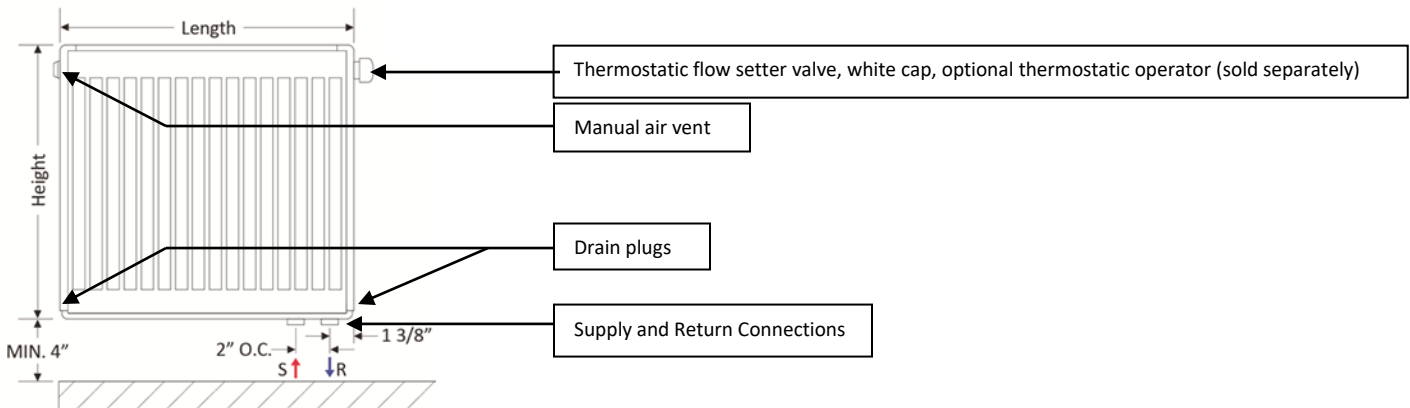 Length
Thermostatic flow setter valve, white cap, optional thermostatic operator (sold separately)
Manual air vent
Height
Drain plugs
Supply and Return Connections
1 3/8”
MIN. 4”
2” O.C.
S R